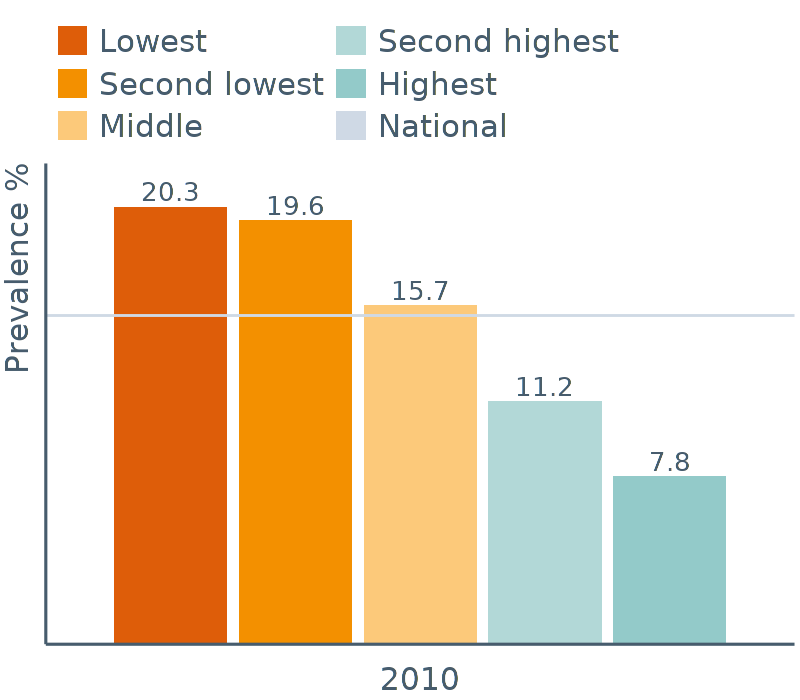 Lowest
Second lowest
Middle
Second highest
Highest
National
Prevalence %
20.3
19.6
15.7
11.2
7.8
2010